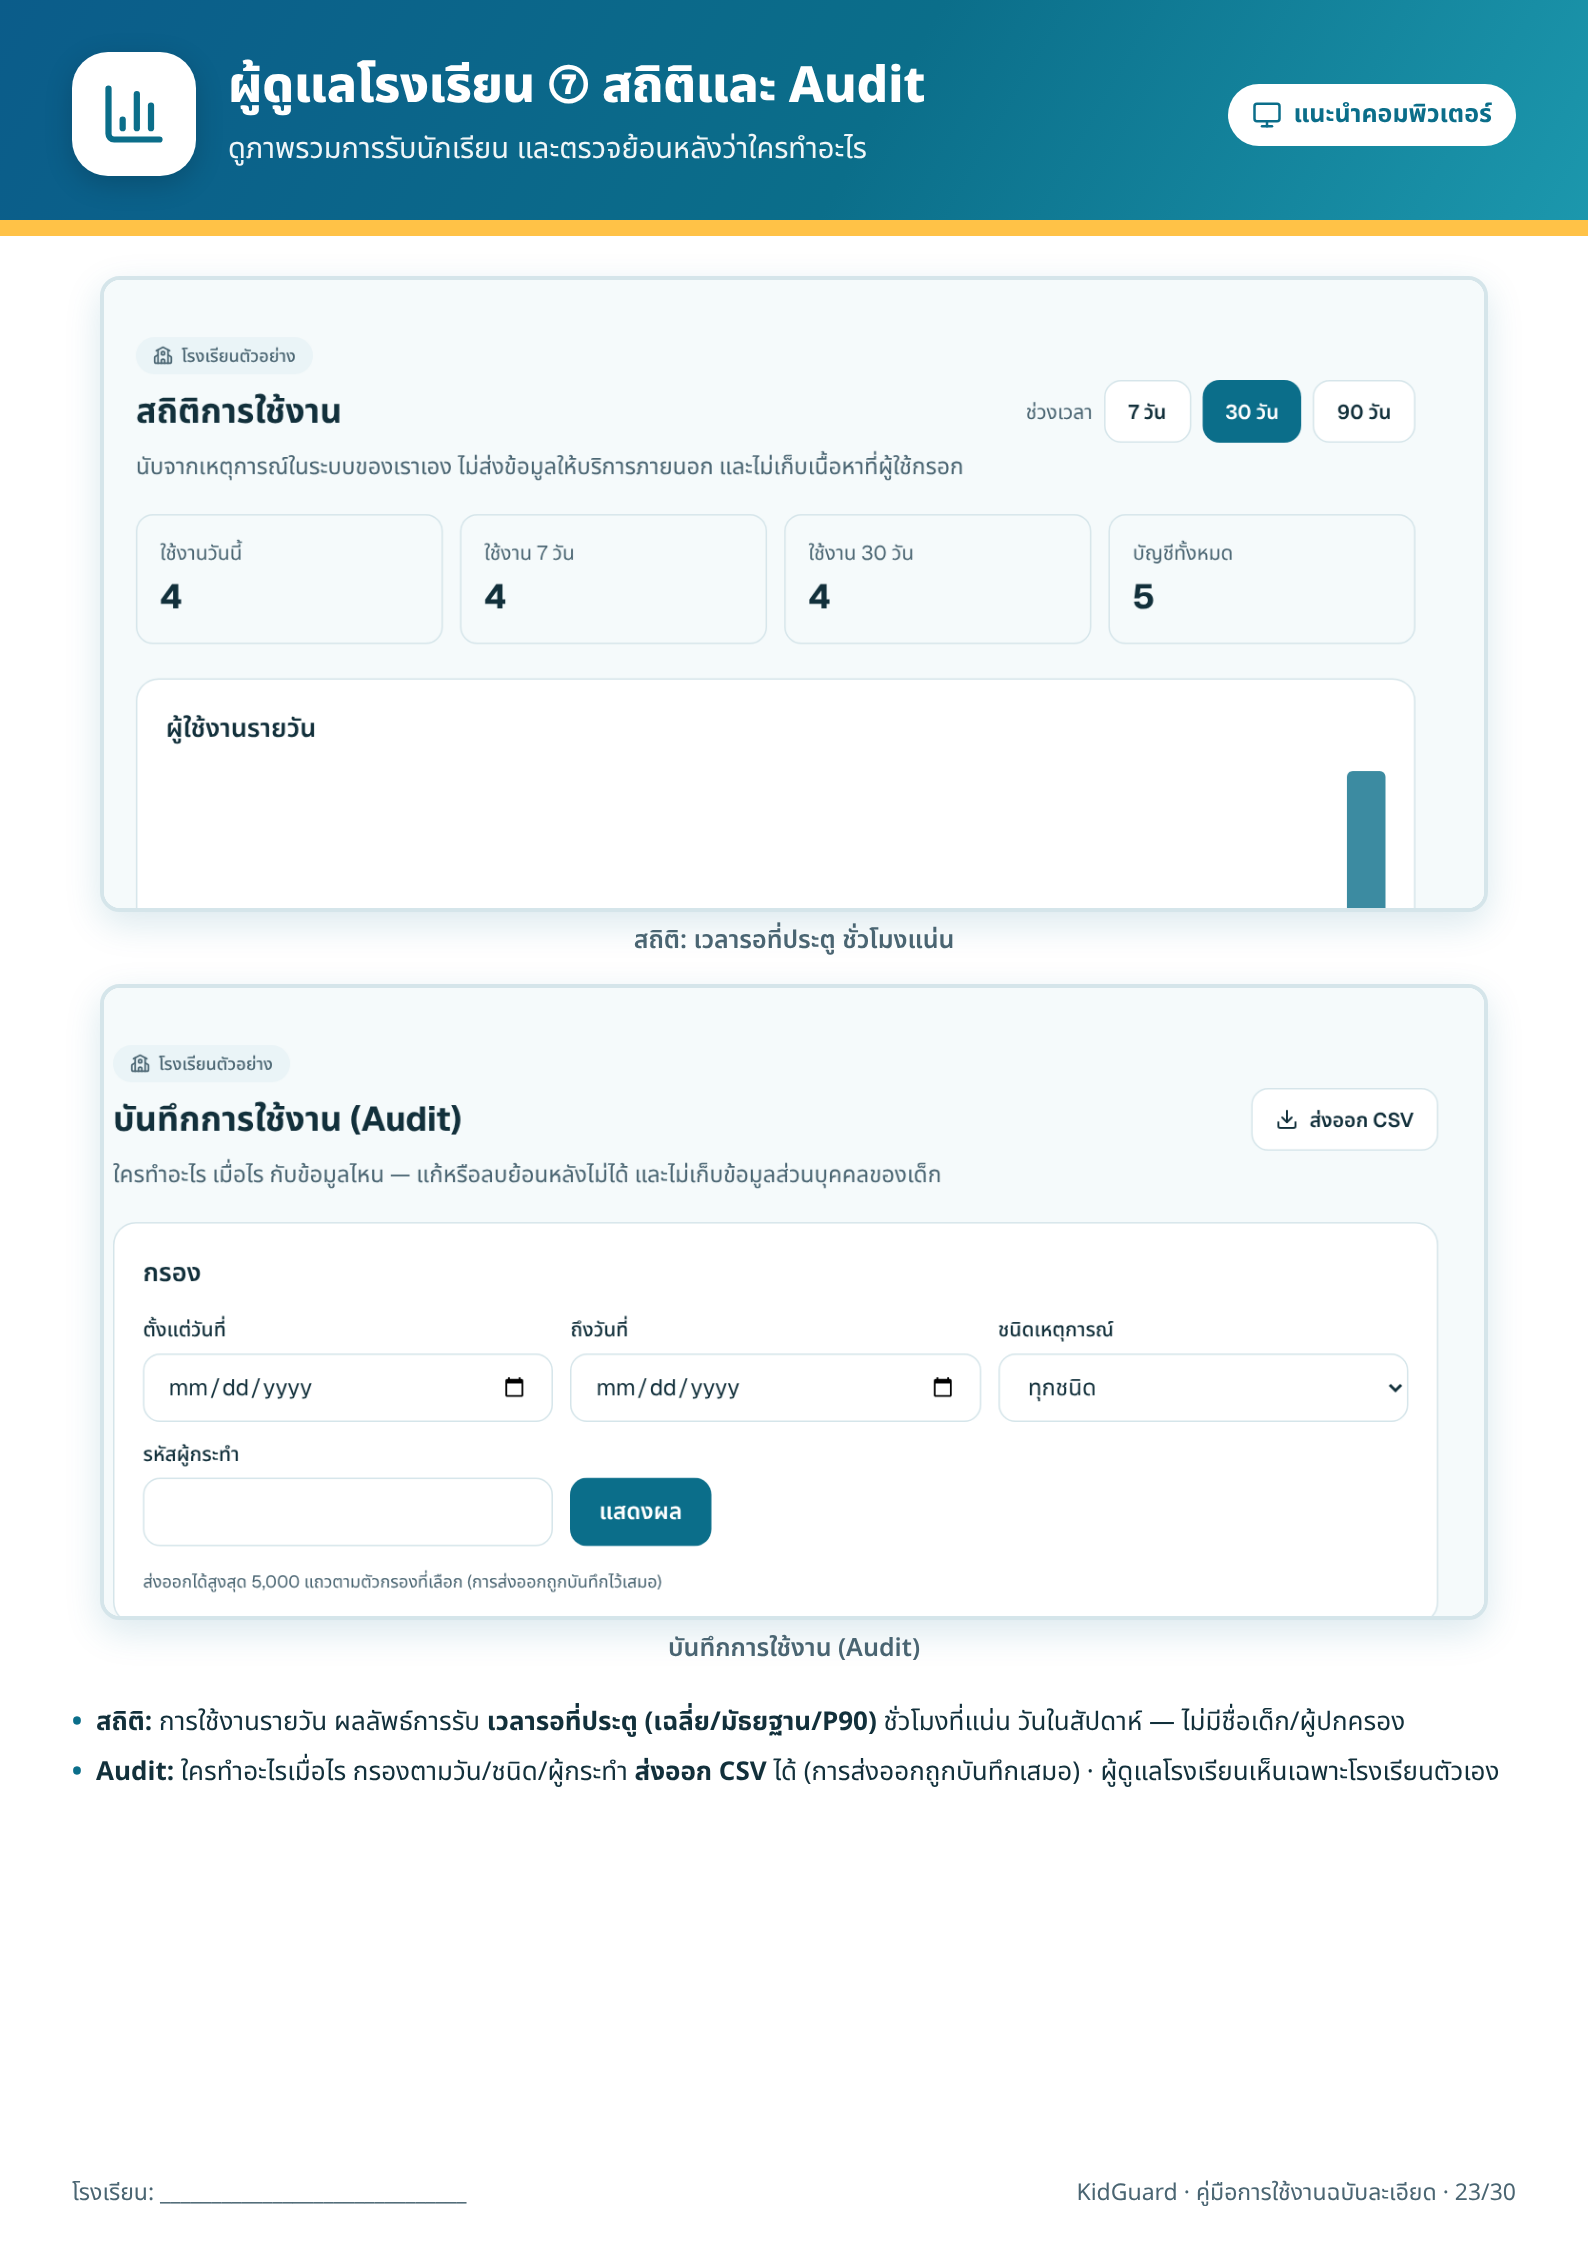 ผู้ดูแลโรงเรียน ⑦ สถิติและ Audit
ดูภาพรวมการรับนักเรียน และตรวจย้อนหลังว่าใครทำอะไร
แนะนำคอมพิวเตอร์
โรงเรียนตัวอย่าง
สถิติการใช้งาน
ช่วงเวลา 7 วัน 30 วัน 90 วัน
นับจากเหตุการณ์ในระบบของเราเอง ไม่ส่งข้อมูลให้บริการภายนอก และไม่เก็บเนื้อหาที่ผู้ใช้กรอก
ใช้งานวันนี้ ใช้งาน 7 วัน ใช้งาน 30 วัน บัญชีทั้งหมด
4 4 4 5
ผู้ใช้งานรายวัน
สถิติ: เวลารอที่ประตู ชั่วโมงแน่น
โรงเรียนตัวอย่าง
บันทึกการใช้งาน (Audit)
ส่งออก CSV
ใครทำอะไร เมื่อไร กับข้อมูลไหน — แก้หรือลบย้อนหลังไม่ได้ และไม่เก็บข้อมูลส่วนบุคคลของเด็ก
กรอง
ตั้งแต่วันที่ ถึงวันที่ ชนิดเหตุการณ์
mm/dd/yyyy mm/dd/yyyy ทุกชนิด
รหัสผู้กระทำ
แสดงผล
ส่งออกได้สูงสุด 5,000 แถวตามตัวกรองที่เลือก (การส่งออกถูกบันทึกไว้เสมอ)
บันทึกการใช้งาน (Audit)
• สถิติ: การใช้งานรายวัน ผลลัพธ์การรับ เวลารอที่ประตู (เฉลี่ย/มัธยฐาน/P90) ชั่วโมงที่แน่น วันในสัปดาห์ — ไม่มีชื่อเด็ก/ผู้ปกครอง
• Audit: ใครทำอะไรเมื่อไร กรองตามวัน/ชนิด/ผู้กระทำ ส่งออก CSV ได้ (การส่งออกถูกบันทึกเสมอ) · ผู้ดูแลโรงเรียนเห็นเฉพาะโรงเรียนตัวเอง
โรงเรียน: ____________________________
KidGuard · คู่มือการใช้งานฉบับละเอียด · 23/30